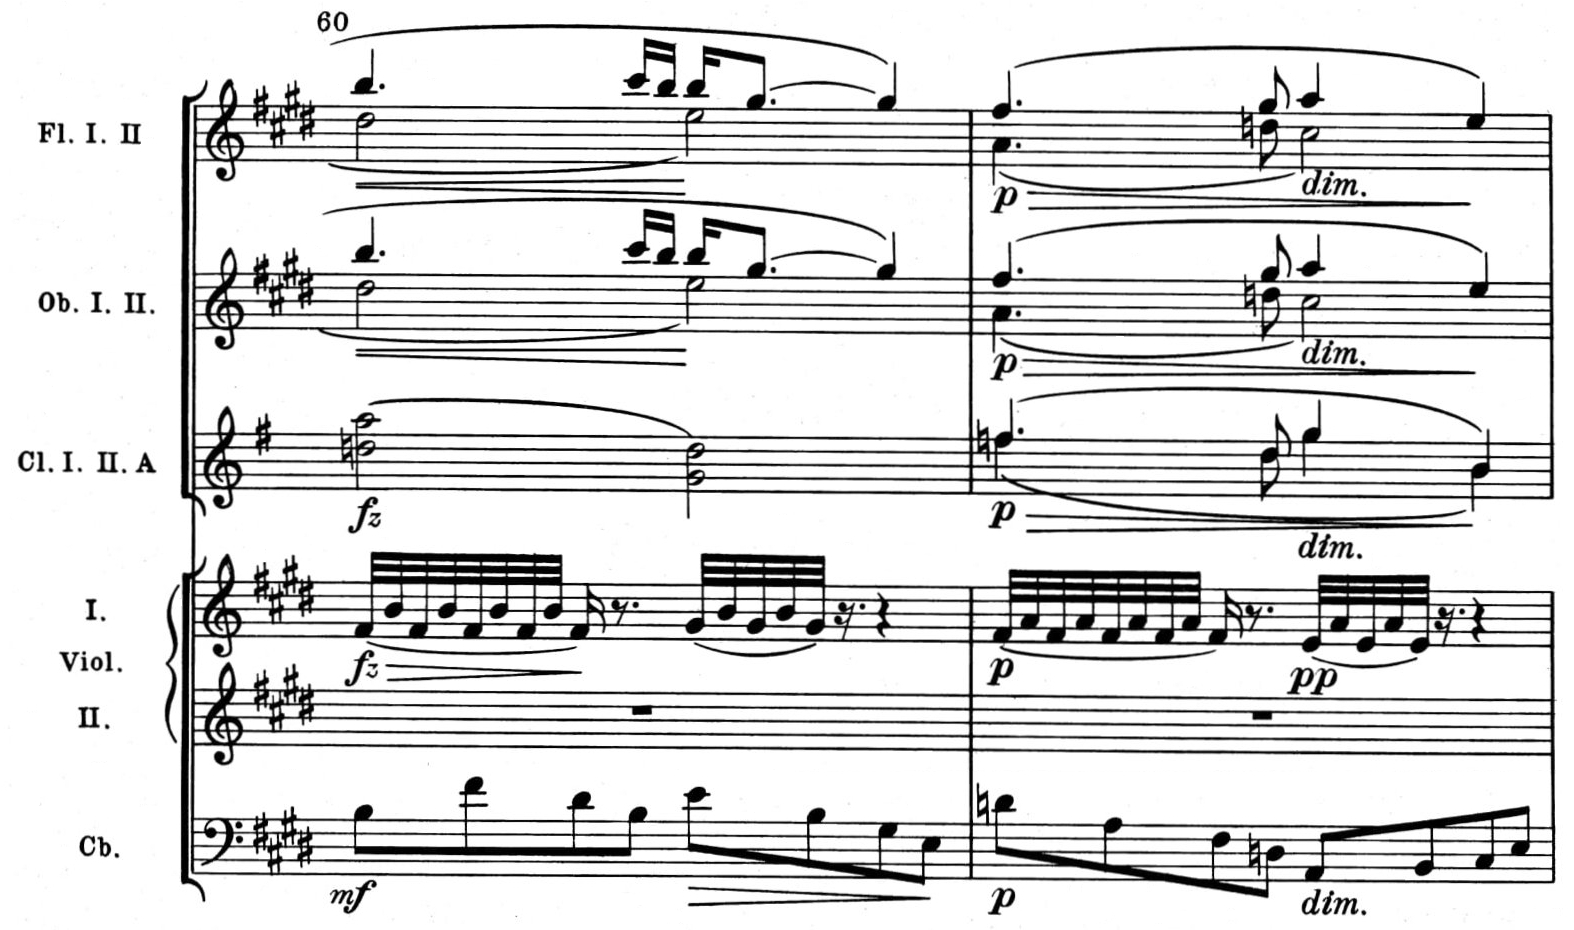 60
Fl. I. II
p
dim.
Ob. I. II.
p
dim.
Cl. I. II. A
fz
p
dim.
I.
fz
p
pp
Viol.
II.
Cb.
mf
p
dim.